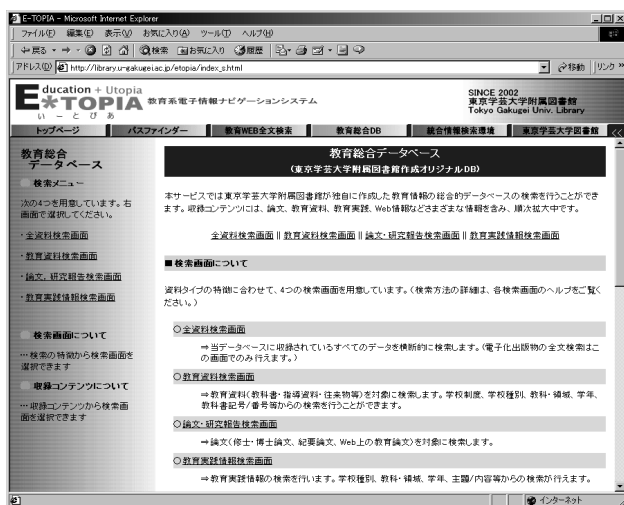 E-TOPIA - Microsoft Internet Explorer
ファイル(F) 編集(E) 表示(V) お気に入り(A) ツール(T) ヘルプ(H)
戻る 検索 お気に入り 履歴
アドレス(D) http://library.u-gakugei.ac.jp/etopia/index_s.html 移動 リンク »
Education + Utopia
E*TOPIA 教育系電子情報ナビゲーションシステム
い ー と ぴ あ
SINCE 2002
東京学芸大学附属図書館
Tokyo Gakugei Univ. Library
トップページ パスファインダー 教育WEB全文検索 教育総合DB 統合情報検索環境 東京学芸大学図書館 <<
教育総合
データベース
検索メニュー
次の4つを用意しています。右
画面で選択してください。
・全資料検索画面
・教育資料検索画面
・論文、研究報告検索画面
・教育実践情報検索画面
検索画面について
…検索の特徴から検索画面を
選択できます
収録コンテンツについて
…収録コンテンツから検索画
面を選択できます
教育総合データベース
(東京学芸大学附属図書館作成オリジナルDB)
本サービスでは東京学芸大学附属図書館が独自に作成した教育情報の総合的データベースの検索を行うことができ
ます。収録コンテンツには、論文、教育資料、教育実践、Web情報などさまざまな情報を含み、順次拡大中です。
全資料検索画面 || 教育資料検索画面 || 論文・研究報告検索画面 || 教育実践情報検索画面
■検索画面について
資料タイプの特徴に合わせて、4つの検索画面を用意しています。(検索方法の詳細は、各検索画面のヘルプをご覧く
ださい。)
○全資料検索画面
⇒当データベースに収録されているすべてのデータを横断的に検索します。(電子化出版物の全文検索はこ
の画面でのみ行えます。)
○教育資料検索画面
⇒教育資料(教科書・指導資料・往来物等)を対象に検索します。学校制度、学校種別、教科・領域、学年、
教科書記号/番号等からの検索を行うことができます。
○論文・研究報告検索画面
⇒論文(修士・博士論文、紀要論文、Web上の教育論文)を対象に検索します。
○教育実践情報検索画面
⇒教育実践情報の検索を行います。学校種別、教科・領域、学年、主題/内容等からの検索が行えます。
インターネット